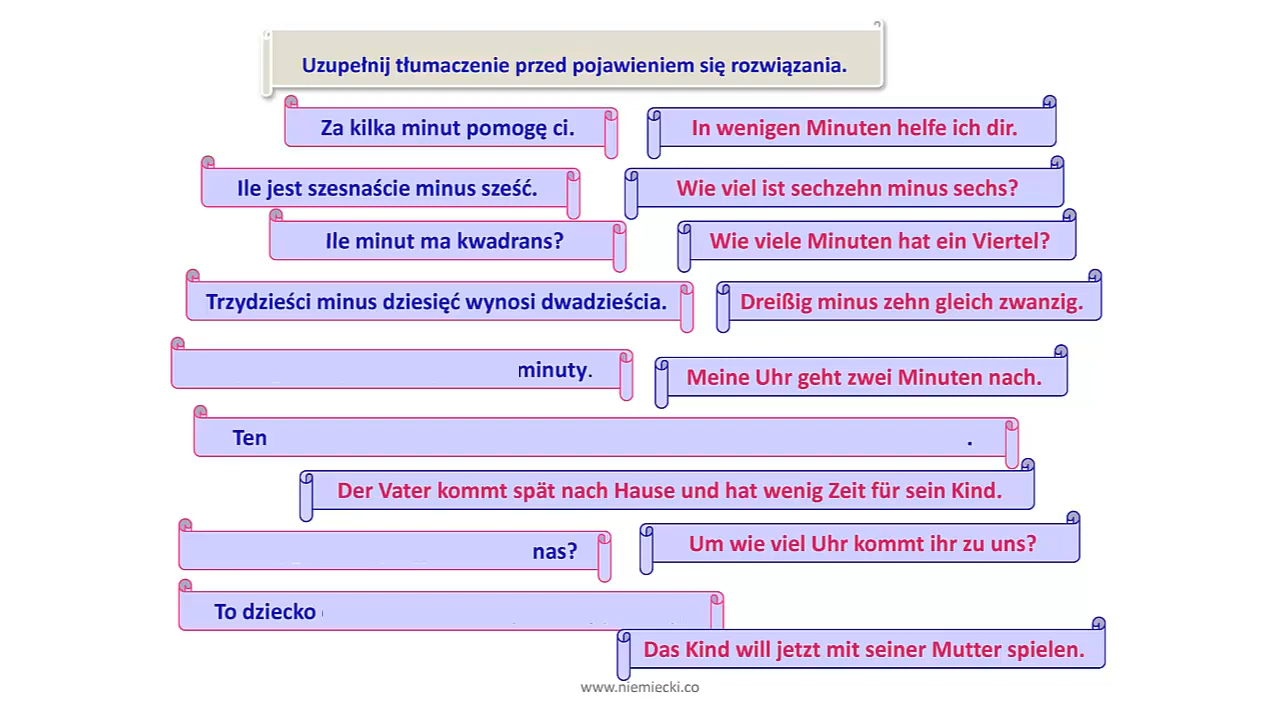 Uzupełnij tłumaczenie przed pojawieniem się rozwiązania.
Za kilka minut pomogę ci.
In wenigen Minuten helfe ich dir.
Ile jest szesnaście minus sześć.
Wie viel ist sechzehn minus sechs?
Ile minut ma kwadrans?
Wie viele Minuten hat ein Viertel?
Trzydzieści minus dziesięć wynosi dwadzieścia.
Dreißig minus zehn gleich zwanzig.
minuty.
Meine Uhr geht zwei Minuten nach.
Ten .
Der Vater kommt spät nach Hause und hat wenig Zeit für sein Kind.
nas?
Um wie viel Uhr kommt ihr zu uns?
To dziecko
Das Kind will jetzt mit seiner Mutter spielen.
www.niemiecki.co